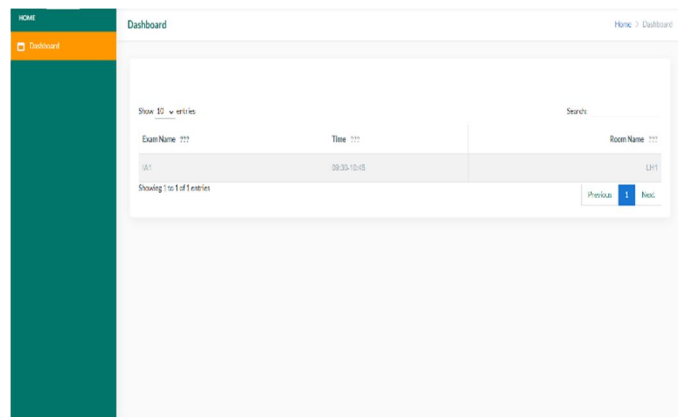 HOME
Dashboard
Dashboard
Home > Dashboard
Show 10 entries
Search:
Exam Name ??? Time ??? Room Name ???
IA1 09:30-10:45 LH1
Showing 1 to 1 of 1 entries
Previous 1 Next